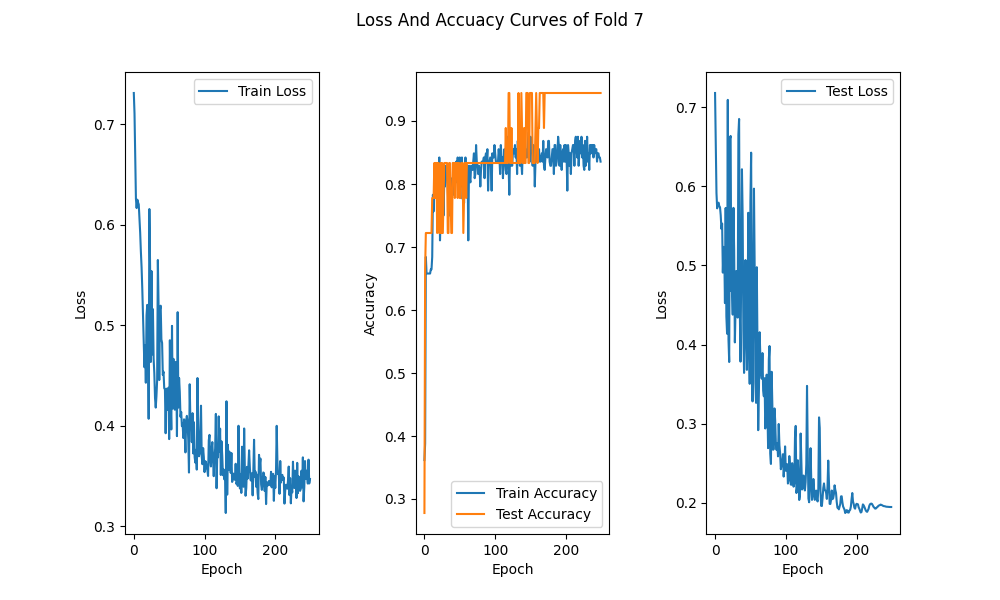 Loss And Accuacy Curves of Fold 7
Train Loss
0.7
0.6
0.5
0.4
0.3
Loss
0
100
200
Epoch
0.9
0.8
0.7
0.6
0.5
0.4
0.3
Accuracy
Train Accuracy
Test Accuracy
0
100
200
Epoch
Test Loss
0.7
0.6
0.5
0.4
0.3
0.2
Loss
0
100
200
Epoch